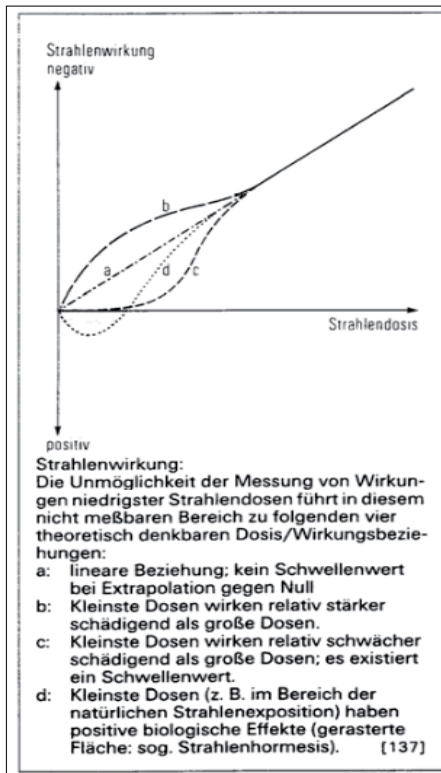 Strahlenwirkung
negativ
b
a
d
c
Strahlendosis
positiv
Strahlenwirkung:
Die Unmöglichkeit der Messung von Wirkun-
gen niedrigster Strahlendosen führt in diesem
nicht meßbaren Bereich zu folgenden vier
theoretisch denkbaren Dosis/Wirkungsbezie-
hungen:
a: lineare Beziehung; kein Schwellenwert
bei Extrapolation gegen Null
b: Kleinste Dosen wirken relativ stärker
schädigend als große Dosen.
c: Kleinste Dosen wirken relativ schwächer
schädigend als große Dosen; es existiert
ein Schwellenwert.
d: Kleinste Dosen (z. B. im Bereich der
natürlichen Strahlenexposition) haben
positive biologische Effekte (gerasterte
Fläche: sog. Strahlenhormesis). [137]